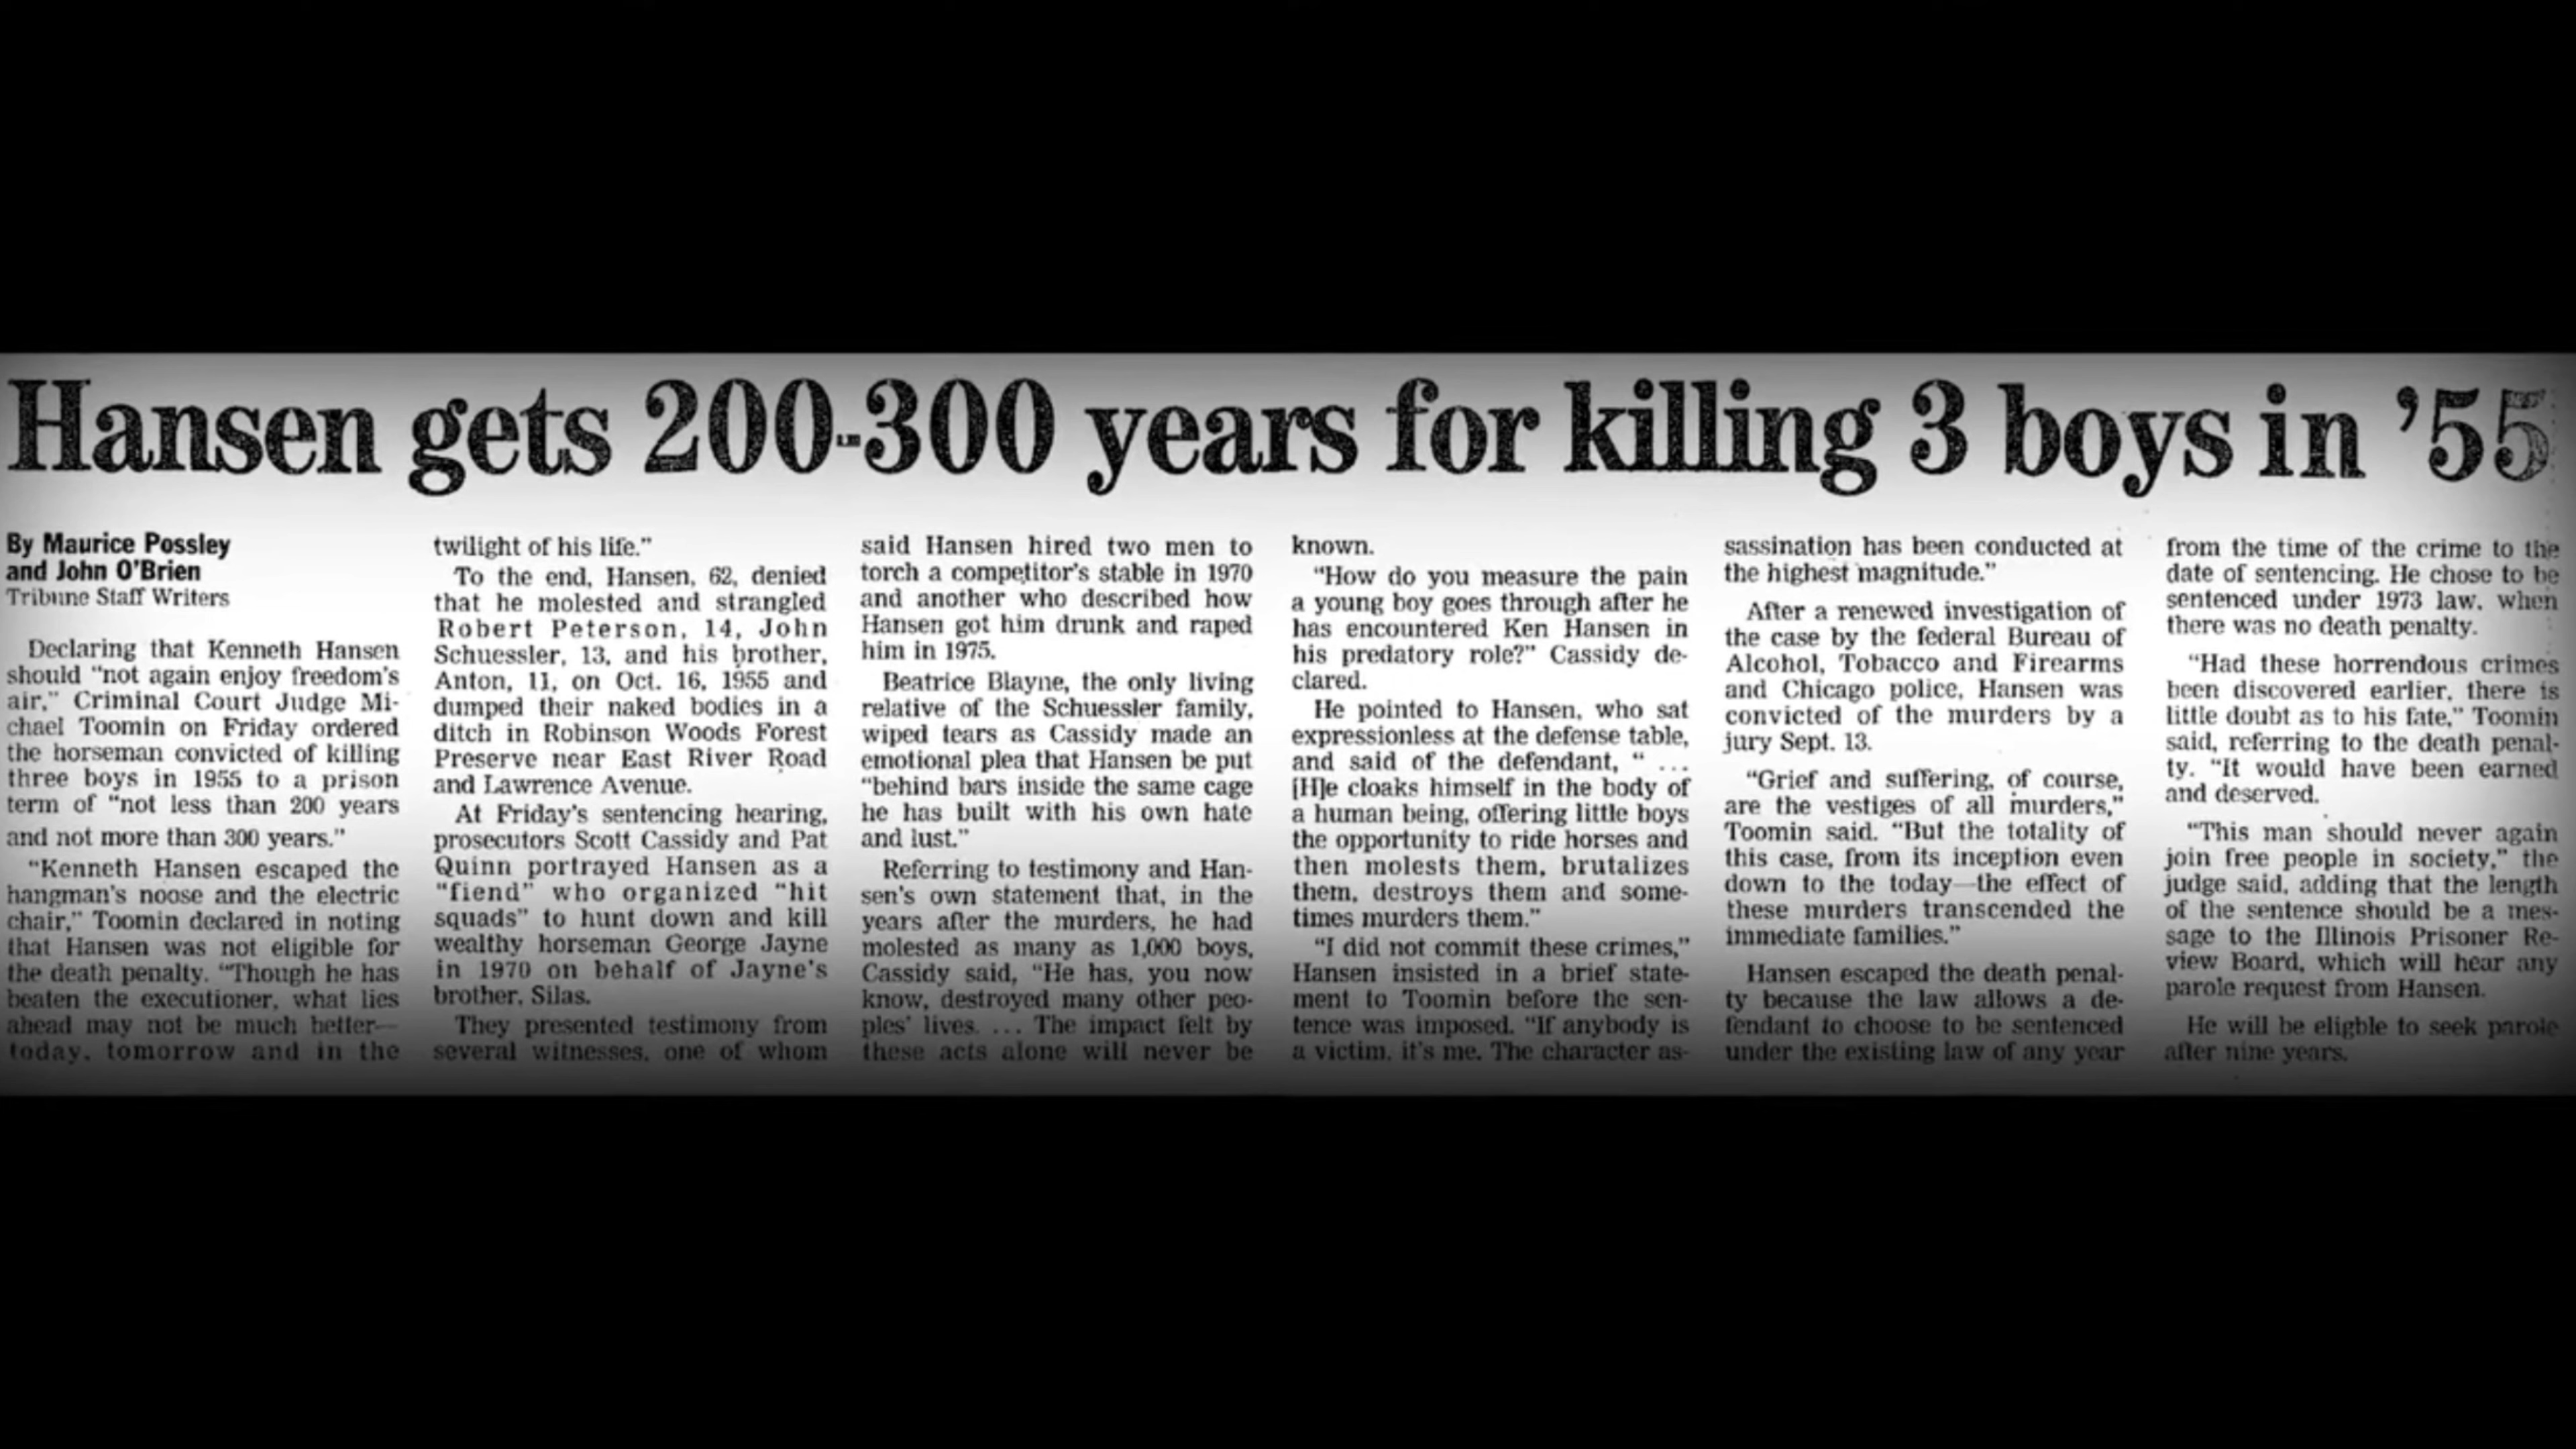 Hansen gets 200-300 years for killing 3 boys in '55
By Maurice Possley
and John O'Brien
Tribune Staff Writers
Declaring that Kenneth Hansen
should "not again enjoy freedom's
air," Criminal Court Judge Mi-
chael Toomin on Friday ordered
the horseman convicted of killing
three boys in 1955 to a prison
term of "not less than 200 years
and not more than 300 years."
"Kenneth Hansen escaped the
hangman's noose and the electric
chair," Toomin declared in noting
that Hansen was not eligible for
the death penalty. "Though he has
beaten the executioner, what lies
ahead may not be much better—
today, tomorrow and in the
twilight of his life."
To the end, Hansen, 62, denied
that he molested and strangled
Robert Peterson, 14, John
Schuessler, 13, and his brother,
Anton, 11, on Oct. 16, 1955 and
dumped their naked bodies in a
ditch in Robinson Woods Forest
Preserve near East River Road
and Lawrence Avenue.
At Friday's sentencing hearing,
prosecutors Scott Cassidy and Pat
Quinn portrayed Hansen as a
"fiend" who organized "hit
squads" to hunt down and kill
wealthy horseman George Jayne
in 1970 on behalf of Jayne's
brother, Silas.
They presented testimony from
several witnesses, one of whom
said Hansen hired two men to
torch a competitor's stable in 1970
and another who described how
Hansen got him drunk and raped
him in 1975.
Beatrice Blayne, the only living
relative of the Schuessler family,
wiped tears as Cassidy made an
emotional plea that Hansen be put
"behind bars inside the same cage
he has built with his own hate
and lust."
Referring to testimony and Han-
sen's own statement that, in the
years after the murders, he had
molested as many as 1,000 boys,
Cassidy said, "He has, you now
know, destroyed many other peo-
ples' lives. ... The impact felt by
these acts alone will never be
known.
"How do you measure the pain
a young boy goes through after he
has encountered Ken Hansen in
his predatory role?" Cassidy de-
clared.
He pointed to Hansen, who sat
expressionless at the defense table,
and said of the defendant, " ...
[H]e cloaks himself in the body of
a human being, offering little boys
the opportunity to ride horses and
then molests them, brutalizes
them, destroys them and some-
times murders them."
"I did not commit these crimes,"
Hansen insisted in a brief state-
ment to Toomin before the sen-
tence was imposed. "If anybody is
a victim, it's me. The character as-
sassination has been conducted at
the highest magnitude."
After a renewed investigation of
the case by the federal Bureau of
Alcohol, Tobacco and Firearms
and Chicago police, Hansen was
convicted of the murders by a
jury Sept. 13.
"Grief and suffering, of course,
are the vestiges of all murders,"
Toomin said. "But the totality of
this case, from its inception even
down to the today—the effect of
these murders transcended the
immediate families."
Hansen escaped the death penal-
ty because the law allows a de-
fendant to choose to be sentenced
under the existing law of any year
from the time of the crime to the
date of sentencing. He chose to be
sentenced under 1973 law, when
there was no death penalty.
"Had these horrendous crimes
been discovered earlier, there is
little doubt as to his fate," Toomin
said, referring to the death penal-
ty. "It would have been earned
and deserved.
"This man should never again
join free people in society," the
judge said, adding that the length
of the sentence should be a mes-
sage to the Illinois Prisoner Re-
view Board, which will hear any
parole request from Hansen.
He will be eligble to seek parole
after nine years.